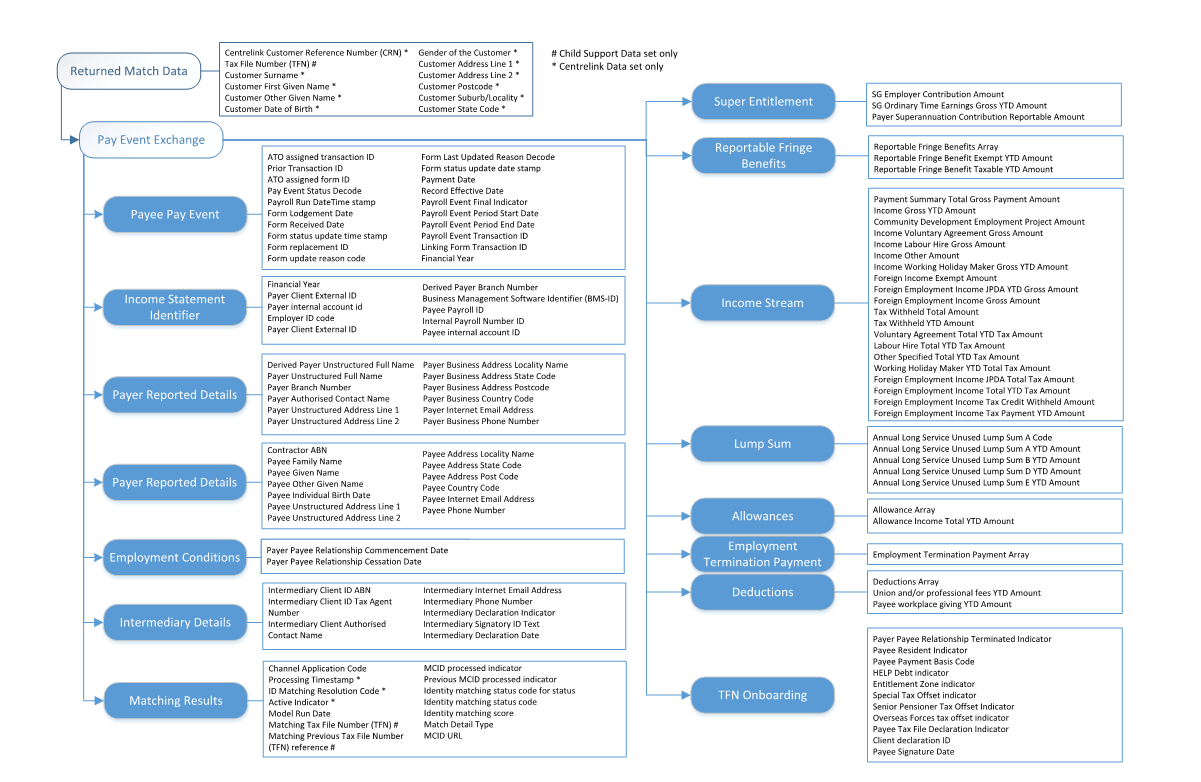 Returned Match Data
Centrelink Customer Reference Number (CRN) *
Tax File Number (TFN) #
Customer Surname *
Customer First Given Name *
Customer Other Given Name *
Customer Date of Birth *
Gender of the Customer *
Customer Address Line 1 *
Customer Address Line 2 *
Customer Postcode *
Customer Suburb/Locality *
Customer State Code *
# Child Support Data set only
* Centrelink Data set only
Pay Event Exchange
Payee Pay Event
ATO assigned transaction ID
Prior Transaction ID
ATO assigned form ID
Pay Event Status Decode
Payroll Run DateTime stamp
Form Lodgement Date
Form Received Date
Form status update time stamp
Form replacement ID
Form update reason code
Form Last Updated Reason Decode
Form status update date stamp
Payment Date
Record Effective Date
Payroll Event Final Indicator
Payroll Event Period Start Date
Payroll Event Period End Date
Payroll Event Transaction ID
Linking Form Transaction ID
Financial Year
Income Statement
Identifier
Financial Year
Payer Client External ID
Payer internal account id
Employer ID code
Payer Client External ID
Derived Payer Branch Number
Business Management Software Identifier (BMS-ID)
Payee Payroll ID
Internal Payroll Number ID
Payee internal account ID
Payer Reported Details
Derived Payer Unstructured Full Name
Payer Unstructured Full Name
Payer Branch Number
Payer Authorised Contact Name
Payer Unstructured Address Line 1
Payer Unstructured Address Line 2
Payer Business Address Locality Name
Payer Business Address State Code
Payer Business Address Postcode
Payer Business Country Code
Payer Internet Email Address
Payer Business Phone Number
Payer Reported Details
Contractor ABN
Payee Family Name
Payee Given Name
Payee Other Given Name
Payee Individual Birth Date
Payee Unstructured Address Line 1
Payee Unstructured Address Line 2
Payee Address Locality Name
Payee Address State Code
Payee Address Post Code
Payee Country Code
Payee Internet Email Address
Payee Phone Number
Employment Conditions
Payer Payee Relationship Commencement Date
Payer Payee Relationship Cessation Date
Intermediary Details
Intermediary Client ID ABN
Intermediary Client ID Tax Agent
Number
Intermediary Client Authorised
Contact Name
Intermediary Internet Email Address
Intermediary Phone Number
Intermediary Declaration Indicator
Intermediary Signatory ID Text
Intermediary Declaration Date
Matching Results
Channel Application Code
Processing Timestamp *
ID Matching Resolution Code *
Active Indicator *
Model Run Date
Matching Tax File Number (TFN) #
Matching Previous Tax File Number
(TFN) reference #
MCID processed indicator
Previous MCID processed indicator
Identity matching status code for status
Identity matching status code
Identity matching score
Match Detail Type
MCID URL
Super Entitlement
SG Employer Contribution Amount
SG Ordinary Time Earnings Gross YTD Amount
Payer Superannuation Contribution Reportable Amount
Reportable Fringe
Benefits
Reportable Fringe Benefits Array
Reportable Fringe Benefit Exempt YTD Amount
Reportable Fringe Benefit Taxable YTD Amount
Income Stream
Payment Summary Total Gross Payment Amount
Income Gross YTD Amount
Community Development Employment Project Amount
Income Voluntary Agreement Gross Amount
Income Labour Hire Gross Amount
Income Other Amount
Income Working Holiday Maker Gross YTD Amount
Foreign Income Exempt Amount
Foreign Employment Income JPDA YTD Gross Amount
Foreign Employment Income Gross Amount
Tax Withheld Total Amount
Tax Withheld YTD Amount
Voluntary Agreement Total YTD Tax Amount
Labour Hire Total YTD Tax Amount
Other Specified Total YTD Tax Amount
Working Holiday Maker YTD Total Tax Amount
Foreign Employment Income JPDA Total Tax Amount
Foreign Employment Income Total YTD Tax Amount
Foreign Employment Income Tax Credit Withheld Amount
Foreign Employment Income Tax Payment YTD Amount
Lump Sum
Annual Long Service Unused Lump Sum A Code
Annual Long Service Unused Lump Sum A YTD Amount
Annual Long Service Unused Lump Sum B YTD Amount
Annual Long Service Unused Lump Sum D YTD Amount
Annual Long Service Unused Lump Sum E YTD Amount
Allowances
Allowance Array
Allowance Income Total YTD Amount
Employment
Termination Payment
Employment Termination Payment Array
Deductions
Deductions Array
Union and/or professional fees YTD Amount
Payee workplace giving YTD Amount
TFN Onboarding
Payer Payee Relationship Terminated Indicator
Payee Resident Indicator
Payee Payment Basis Code
HELP Debt indicator
Entitlement Zone indicator
Special Tax Offset indicator
Senior Pensioner Tax Offset Indicator
Overseas Forces tax offset indicator
Payee Tax File Declaration Indicator
Client declaration ID
Payee Signature Date